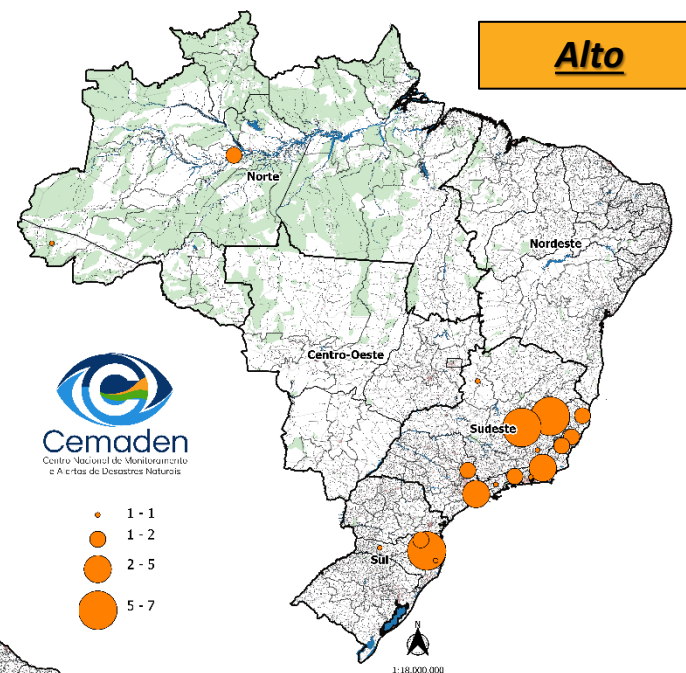 Alto
Norte
Nordeste
Centro-Oeste
Sudeste
Sul
Cemaden
Centro Nacional de Monitoramento
e Alertas de Desastres Naturais
1 - 1
1 - 2
2 - 5
5 - 7
N
1:18.000.000